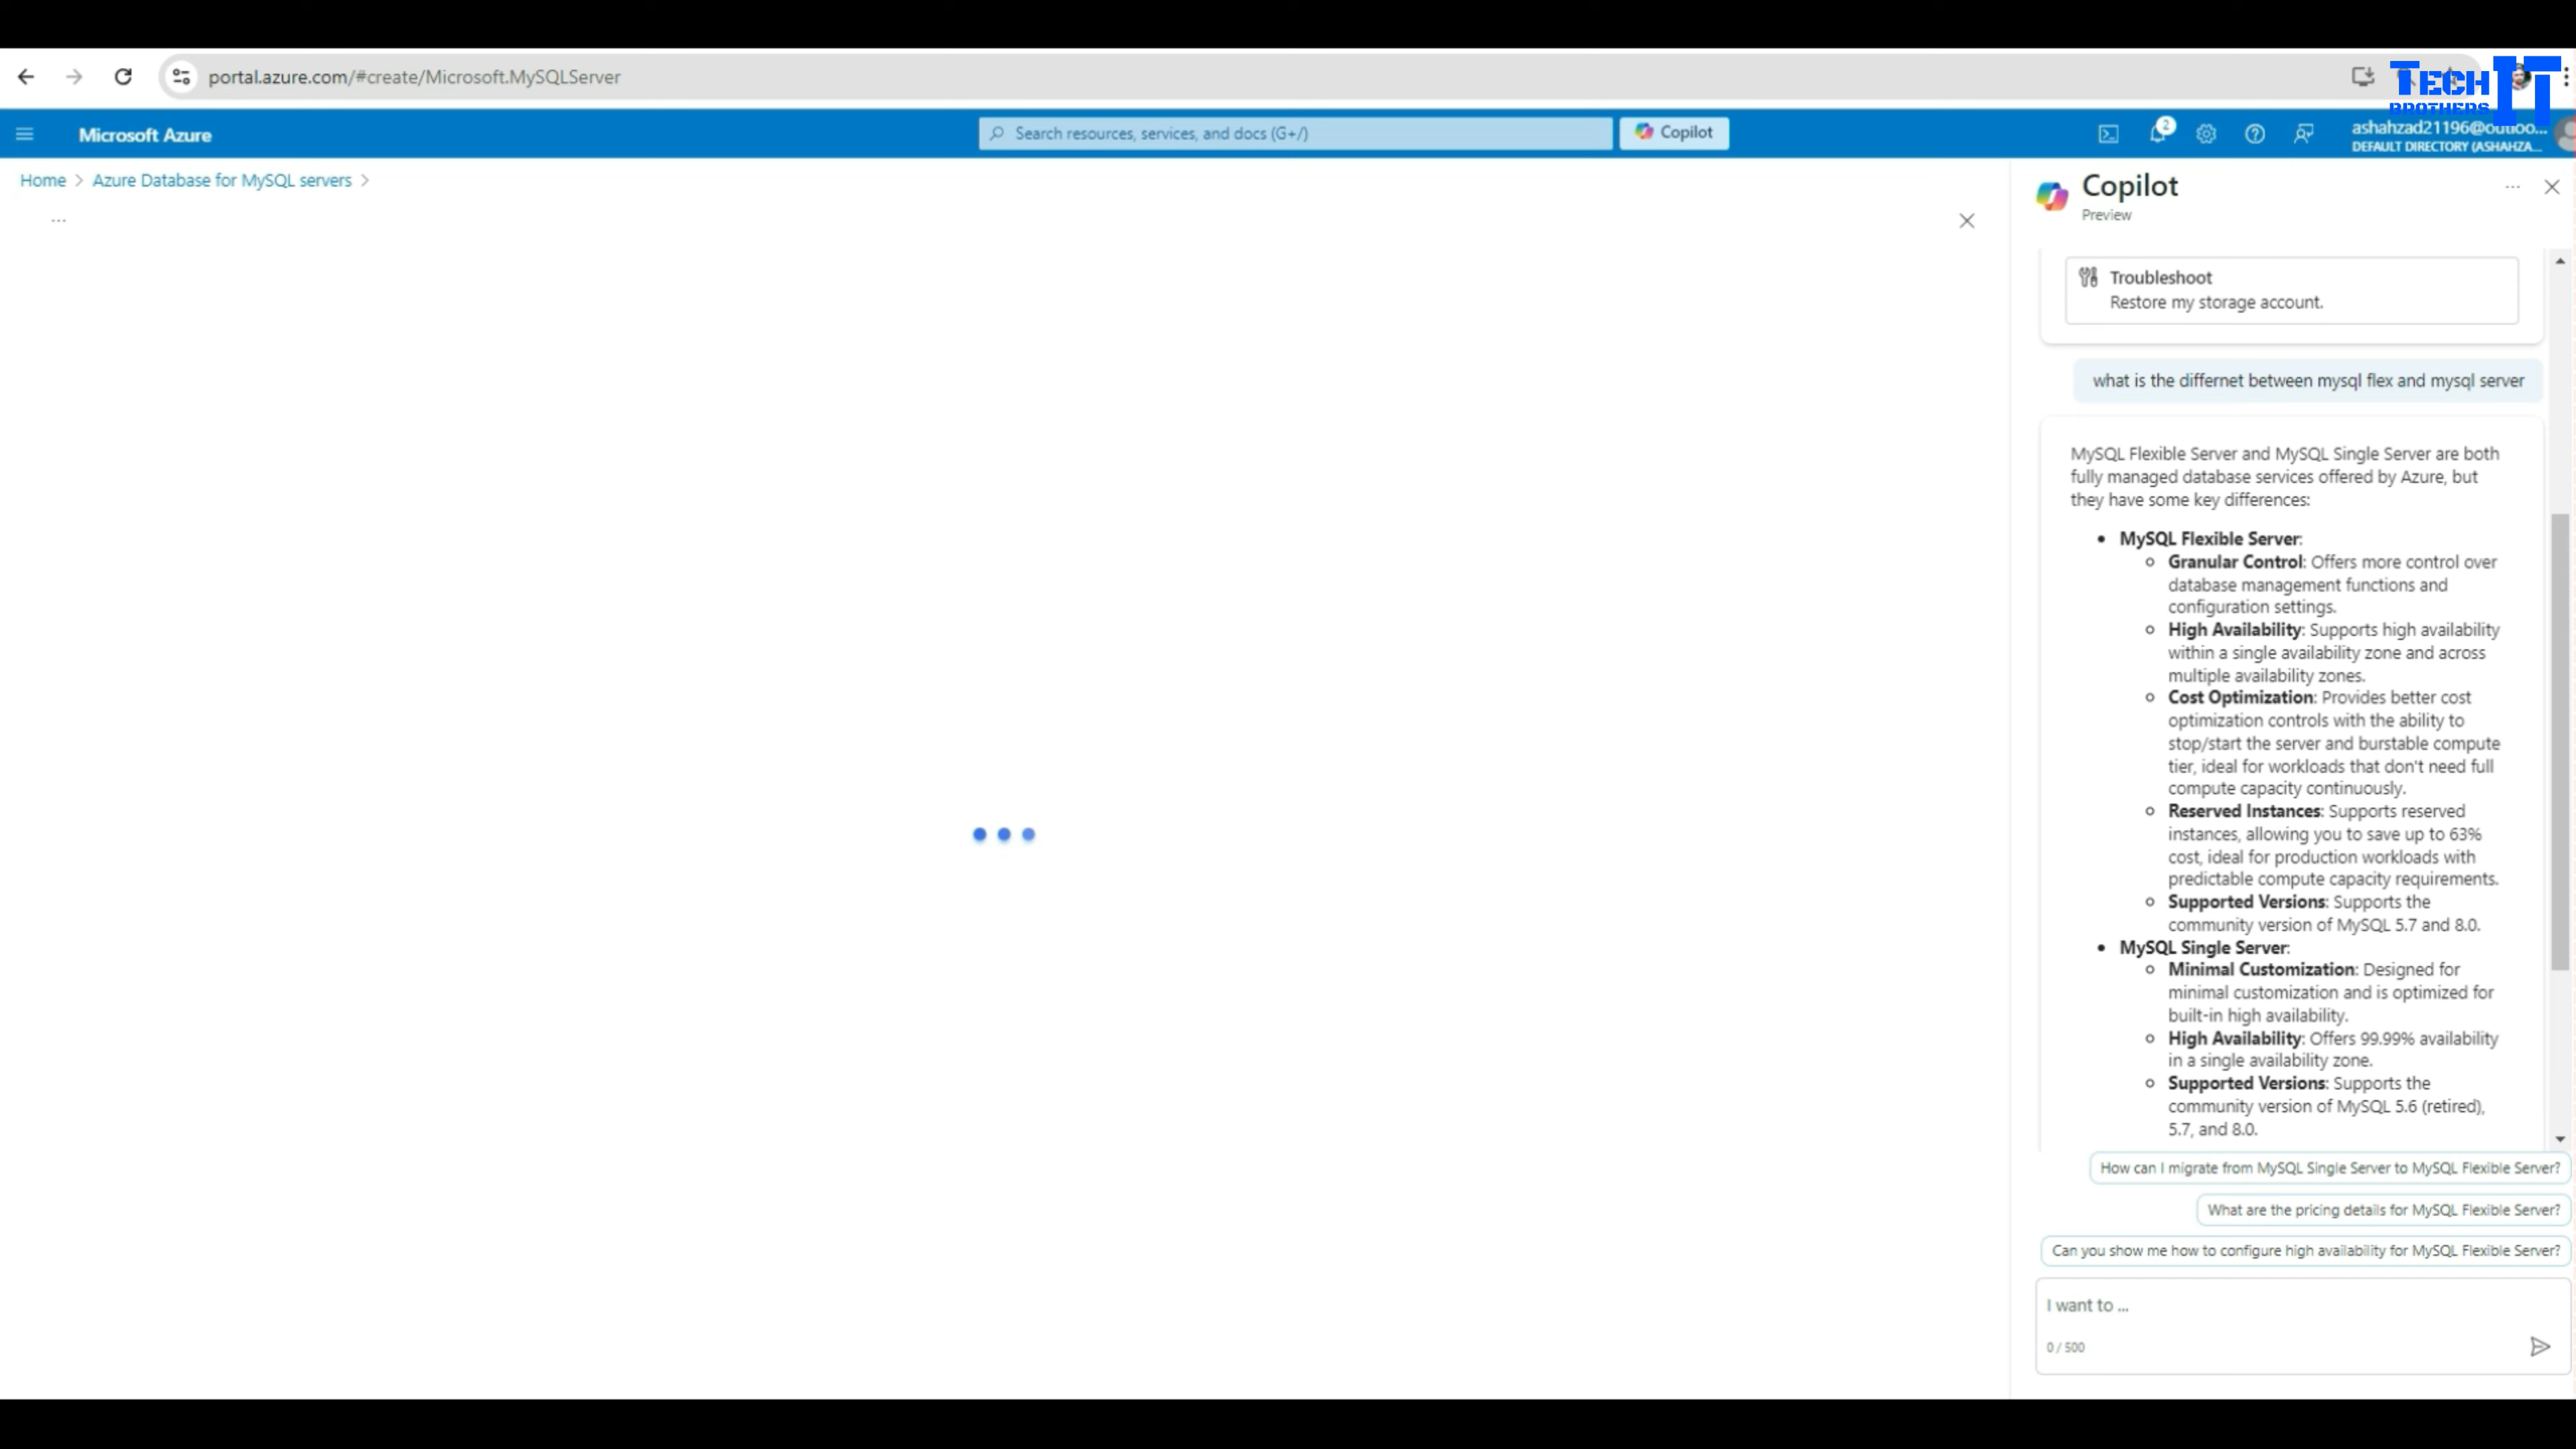 portal.azure.com/#create/Microsoft.MySQLServer
TECH IT
BROTHERS
Microsoft Azure
Search resources, services, and docs (G+/)
Copilot
2
ashahzad21196@outloo...
DEFAULT DIRECTORY (ASHAHZA...
Home > Azure Database for MySQL servers >
...
Copilot
...
Preview
Troubleshoot
Restore my storage account.
what is the differnet between mysql flex and mysql server
MySQL Flexible Server and MySQL Single Server are both
fully managed database services offered by Azure, but
they have some key differences:
• MySQL Flexible Server:
Granular Control: Offers more control over
database management functions and
configuration settings.
High Availability: Supports high availability
within a single availability zone and across
multiple availability zones.
Cost Optimization: Provides better cost
optimization controls with the ability to
stop/start the server and burstable compute
tier, ideal for workloads that don't need full
compute capacity continuously.
Reserved Instances: Supports reserved
instances, allowing you to save up to 63%
cost, ideal for production workloads with
predictable compute capacity requirements.
Supported Versions: Supports the
community version of MySQL 5.7 and 8.0.
• MySQL Single Server:
Minimal Customization: Designed for
minimal customization and is optimized for
built-in high availability.
High Availability: Offers 99.99% availability
in a single availability zone.
Supported Versions: Supports the
community version of MySQL 5.6 (retired),
5.7, and 8.0.
How can I migrate from MySQL Single Server to MySQL Flexible Server?
What are the pricing details for MySQL Flexible Server?
Can you show me how to configure high availability for MySQL Flexible Server?
I want to ...
0 / 500